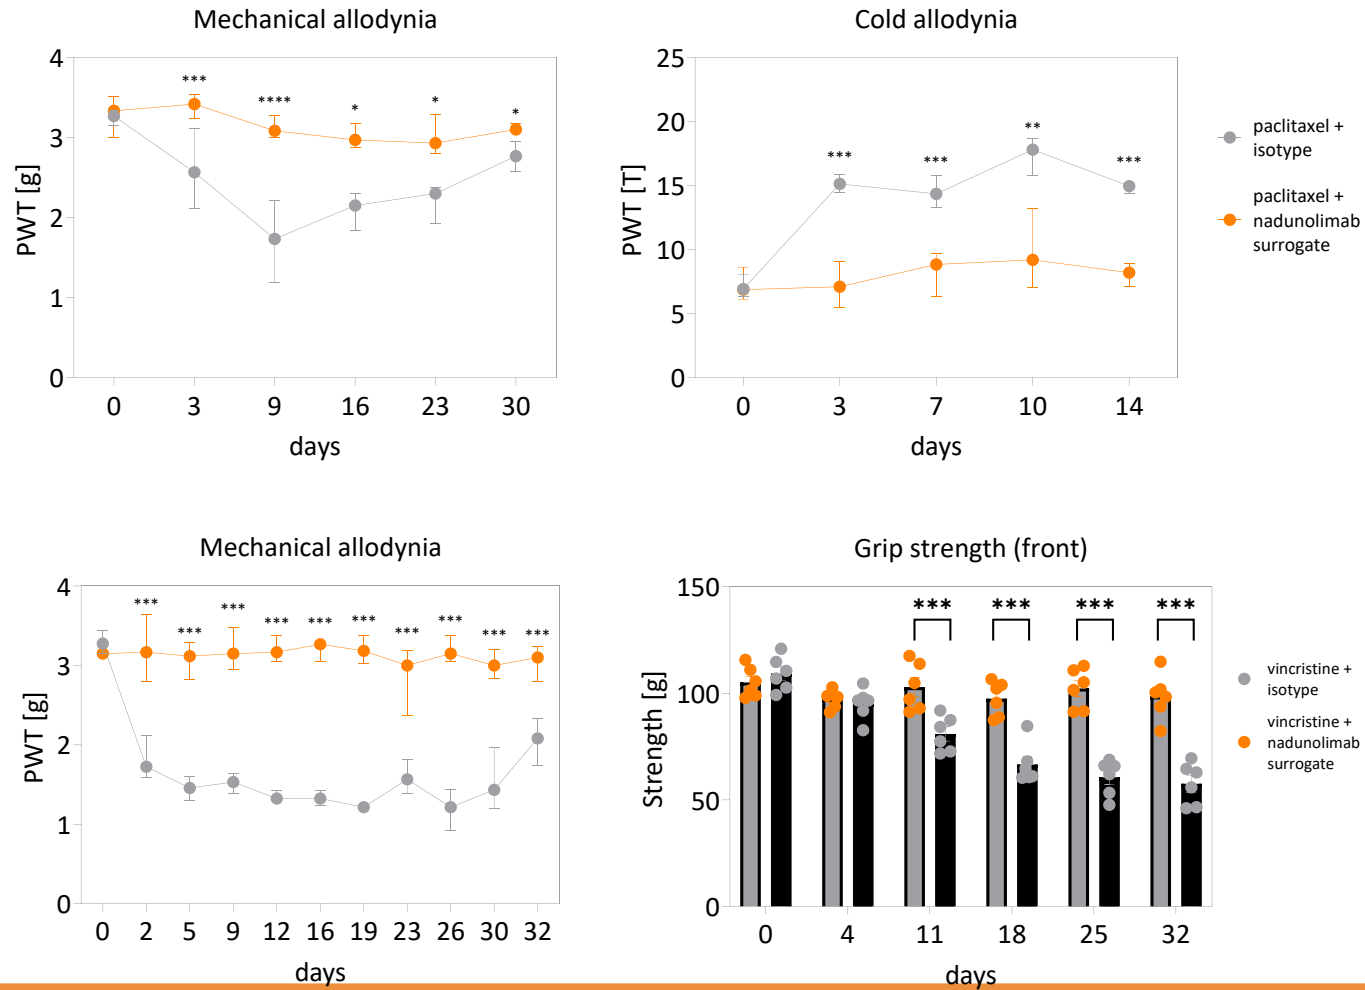 Mechanical allodynia
4
3
2
1
0
PWT [g]
***
****
*
*
*
0 3 9 16 23 30
days
Cold allodynia
25
20
15
10
5
0
PWT [T]
***
***
**
***
0 3 7 10 14
days
paclitaxel +
isotype
paclitaxel +
nadunolimab
surrogate
Mechanical allodynia
4
3
2
1
0
PWT [g]
***
***
***
***
***
***
***
***
***
***
0 2 5 9 12 16 19 23 26 30 32
days
Grip strength (front)
150
100
50
0
Strength [g]
*** *** *** ***
0 4 11 18 25 32
days
vincristine +
isotype
vincristine +
nadunolimab
surrogate